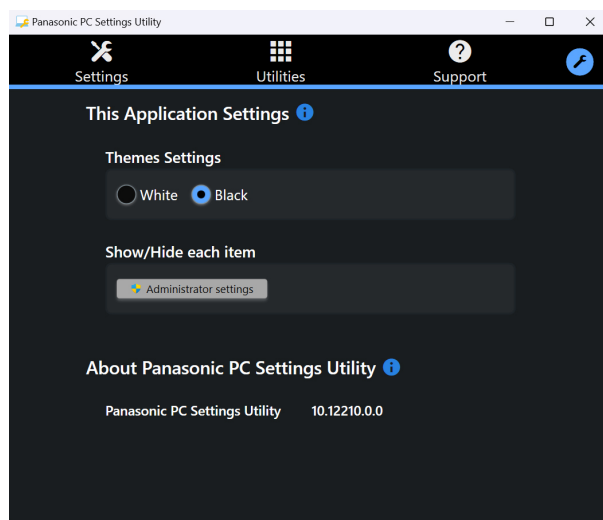 Panasonic PC Settings Utility
Settings Utilities Support
This Application Settings
Themes Settings
White Black
Show/Hide each item
Administrator settings
About Panasonic PC Settings Utility
Panasonic PC Settings Utility 10.12210.0.0